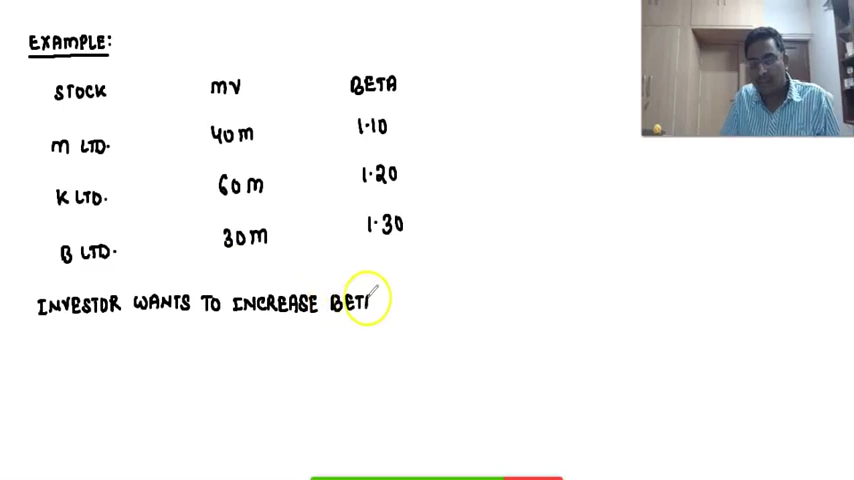 EXAMPLE:
STOCK MV BETA
M LTD. 40M 1.10
K LTD. 60M 1.20
B LTD. 30M 1.30
INVESTOR WANTS TO INCREASE